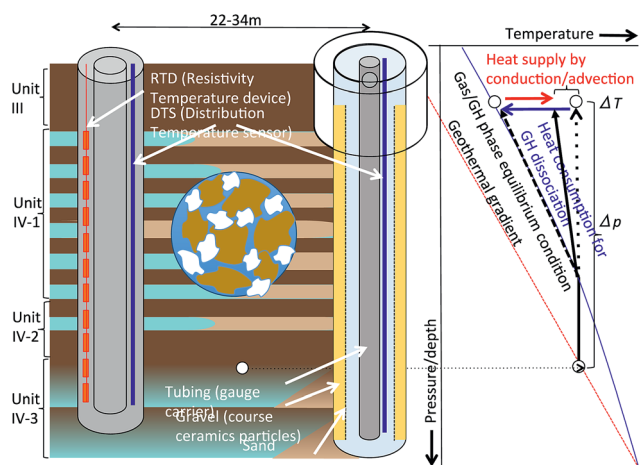 22-34m
Temperature
Unit
III
RTD (Resistivity
Temperature device)
DTS (Distribution
Temperature sensor)
Heat supply by
conduction/advection
ΔT
Unit
IV-1
Gas/GH phase equilibrium condition
Geothermal gradient
Heat consumption for
GH dissociation
Δp
Unit
IV-2
Unit
IV-3
Tubing (gauge
carrier)
Gravel (course
ceramics particles)
Sand
Pressure/depth